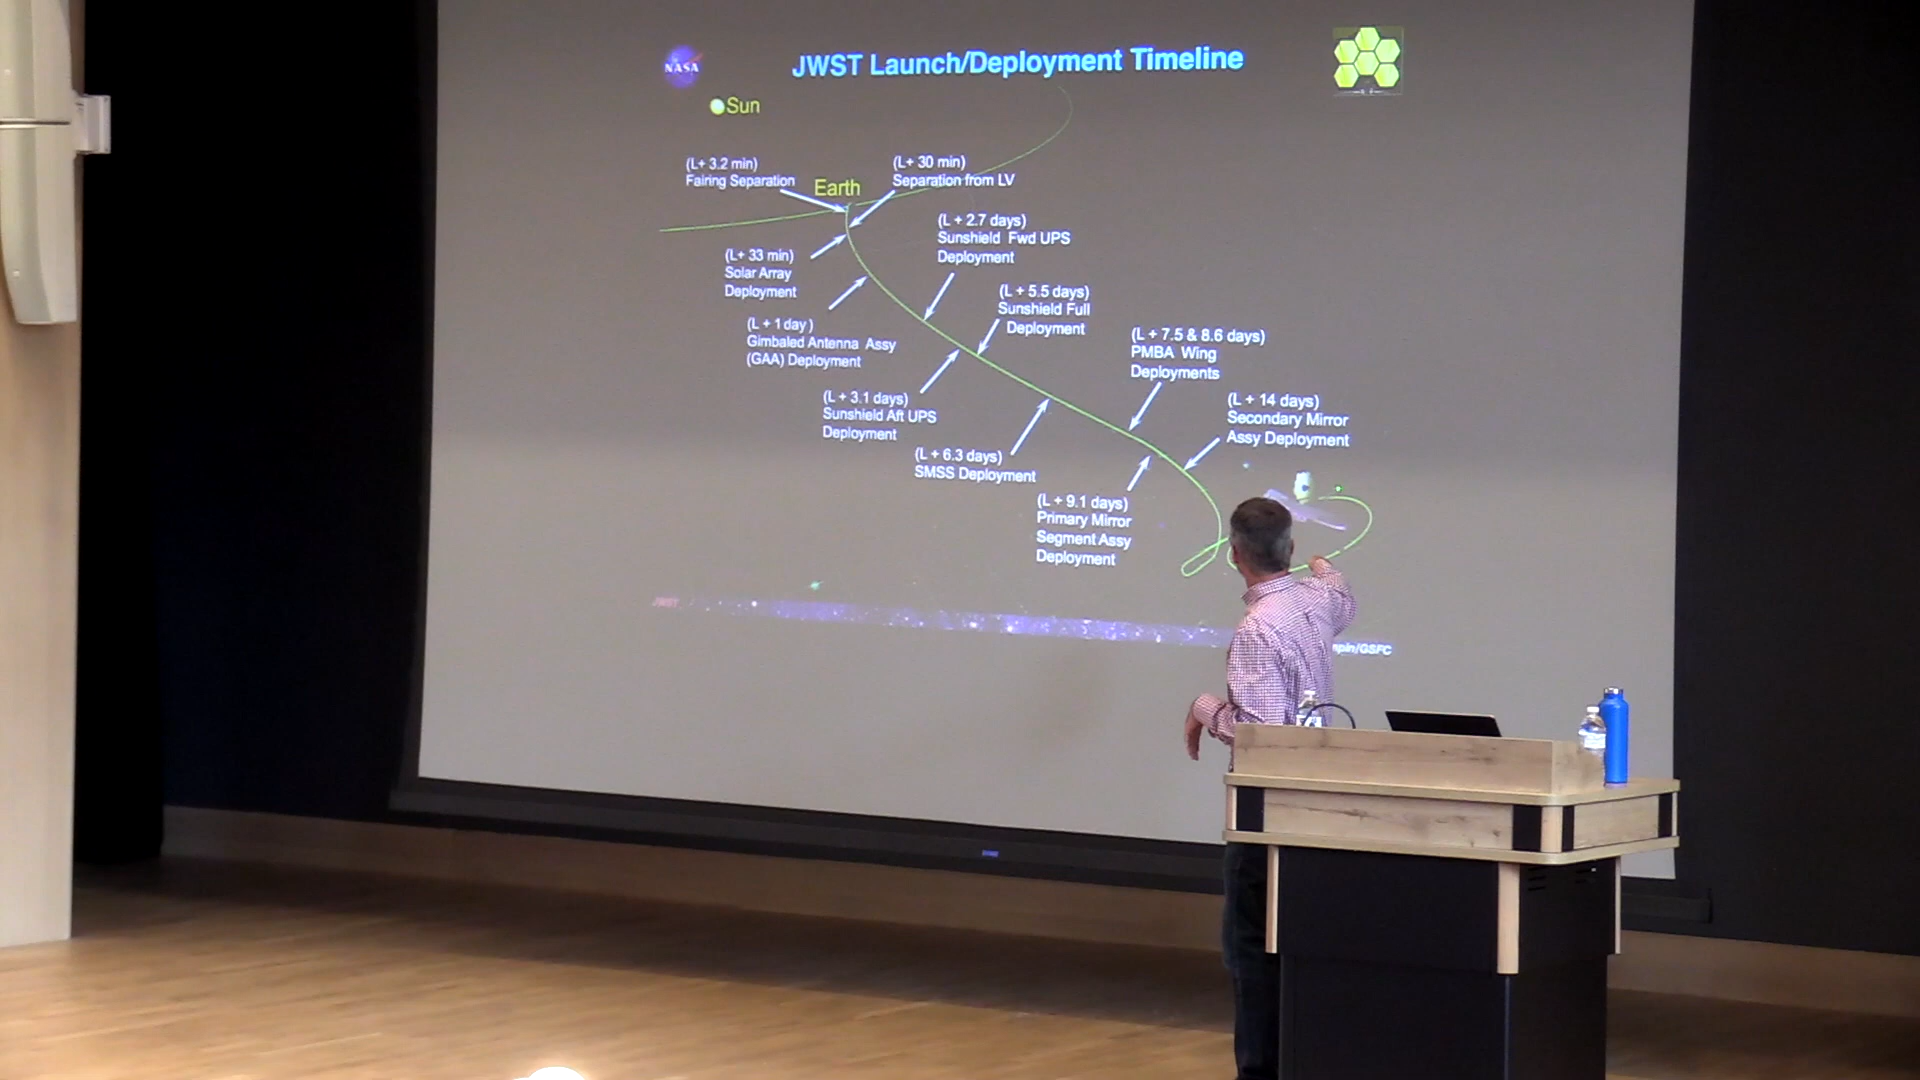 NASA
JWST Launch/Deployment Timeline
Sun
(L+ 3.2 min)
Fairing Separation
Earth
(L+ 30 min)
Separation from LV
(L + 2.7 days)
Sunshield Fwd UPS
Deployment
(L+ 33 min)
Solar Array
Deployment
(L + 5.5 days)
Sunshield Full
Deployment
(L + 1 day )
Gimbaled Antenna Assy
(GAA) Deployment
(L + 7.5 & 8.6 days)
PMBA Wing
Deployments
(L + 3.1 days)
Sunshield Aft UPS
Deployment
(L + 14 days)
Secondary Mirror
Assy Deployment
(L + 6.3 days)
SMSS Deployment
(L + 9.1 days)
Primary Mirror
Segment Assy
Deployment
JWST
/GSFC